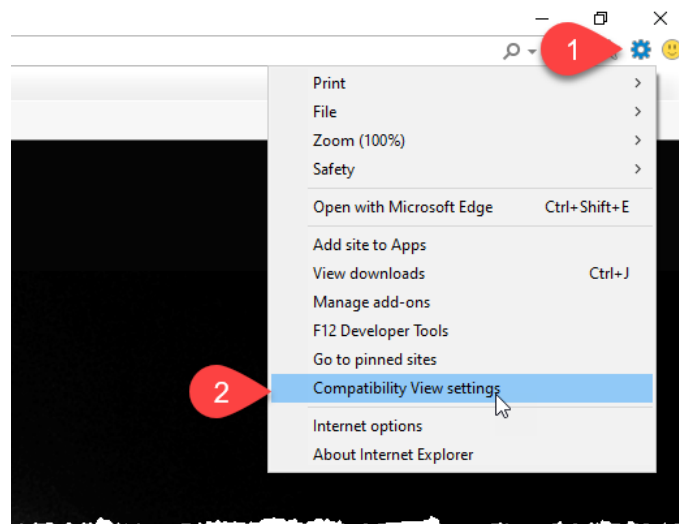 1
Print
File
Zoom (100%)
Safety
Open with Microsoft Edge Ctrl+Shift+E
Add site to Apps
View downloads Ctrl+J
Manage add-ons
F12 Developer Tools
Go to pinned sites
2 Compatibility View settings
Internet options
About Internet Explorer